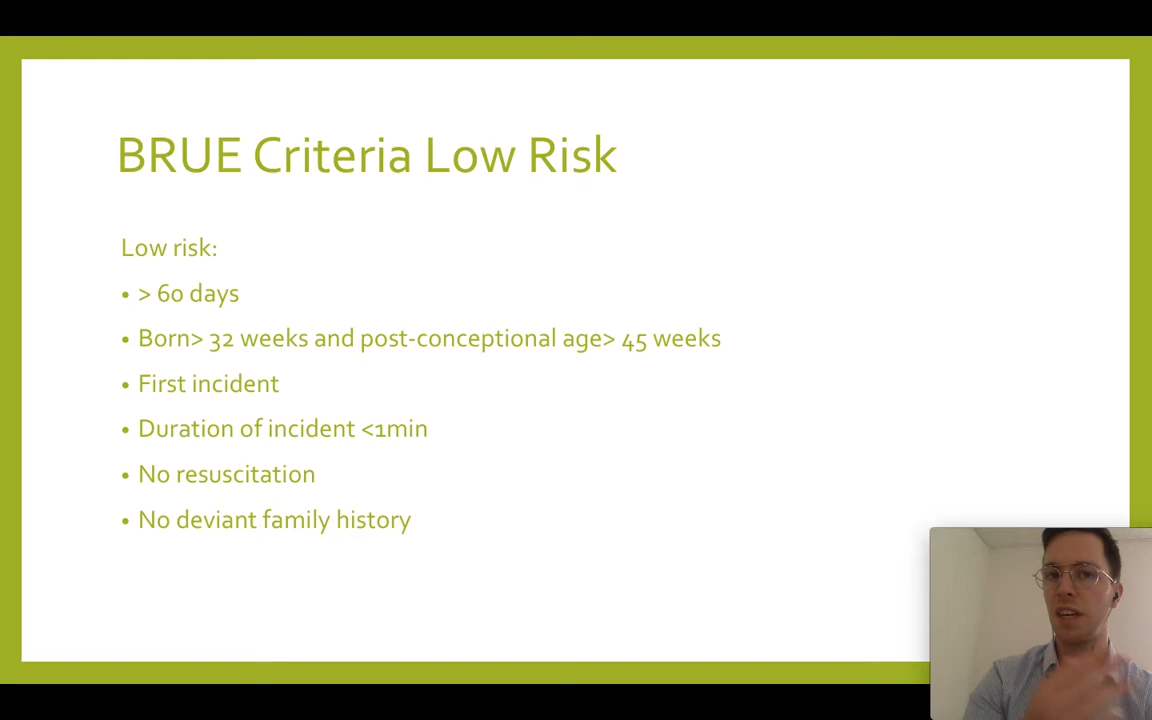 BRUE Criteria Low Risk
Low risk:
• > 60 days
• Born> 32 weeks and post-conceptional age> 45 weeks
• First incident
• Duration of incident <1min
• No resuscitation
• No deviant family history